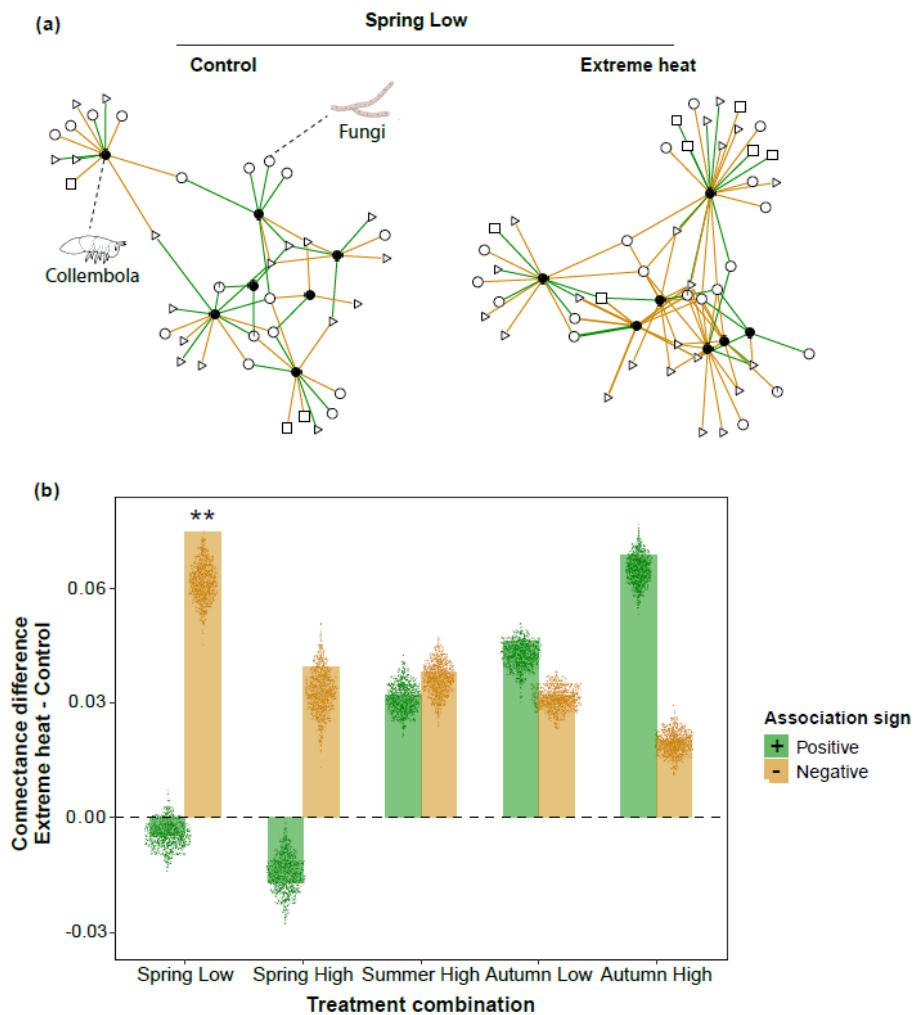 (a)
Spring Low
Control
Extreme heat
Fungi
Collembola
(b)
**
Connectance difference
Extreme heat - Control
0.06
0.03
0.00
-0.03
Spring Low
Spring High
Summer High
Autumn Low
Autumn High
Treatment combination
Association sign
+ Positive
- Negative